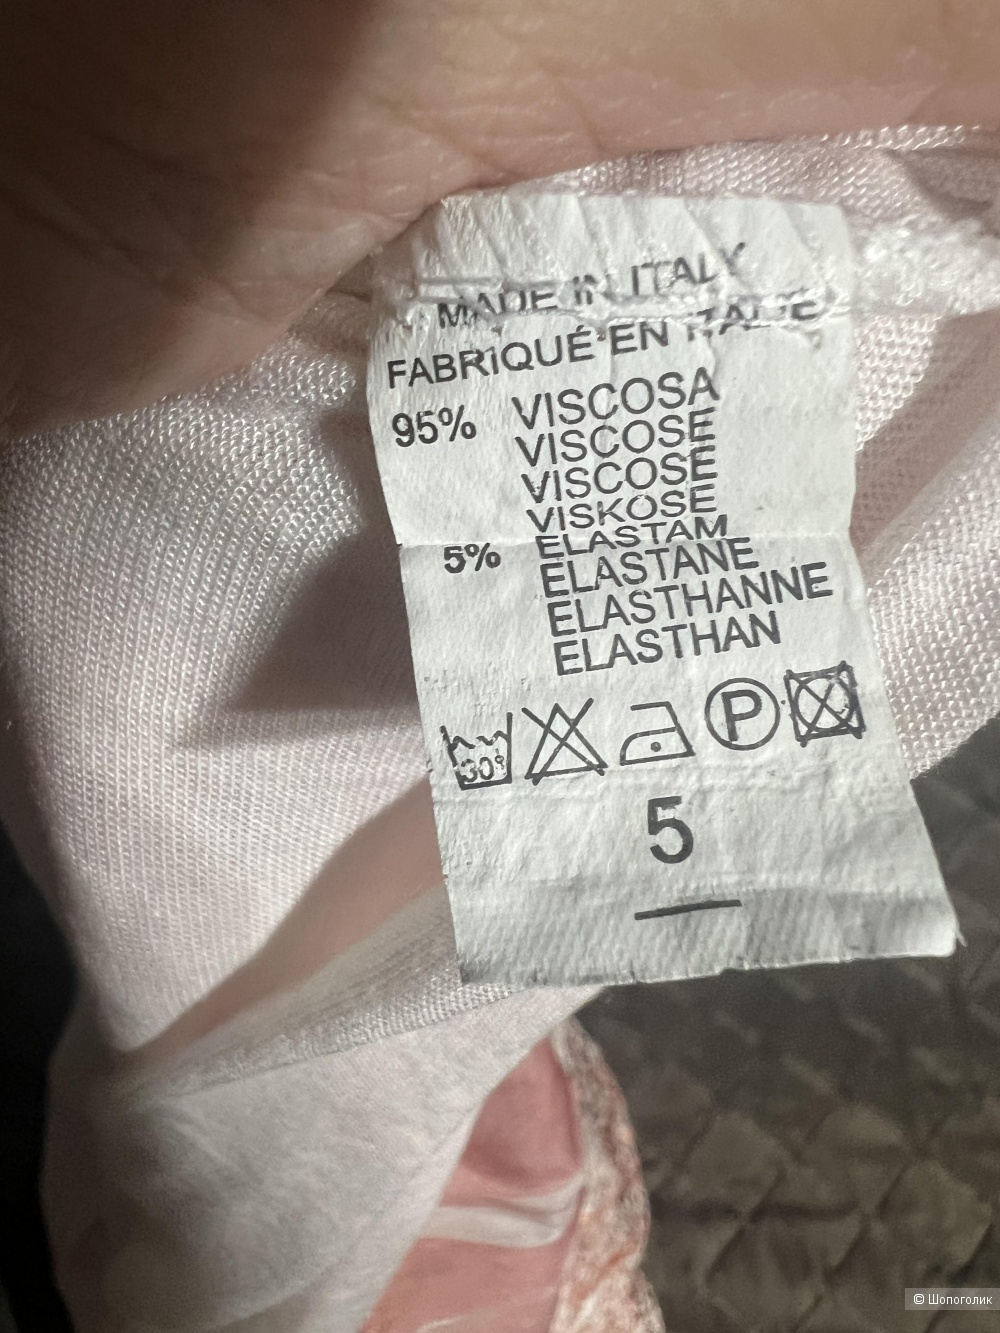 MADE IN ITALY
FABRIQUÉ EN ITALIE
95% VISCOSA
VISCOSE
VISCOSE
VISKOSE
5% ELASTAM
ELASTANE
ELASTHANNE
ELASTHAN
30° P
5
© Шопоголик